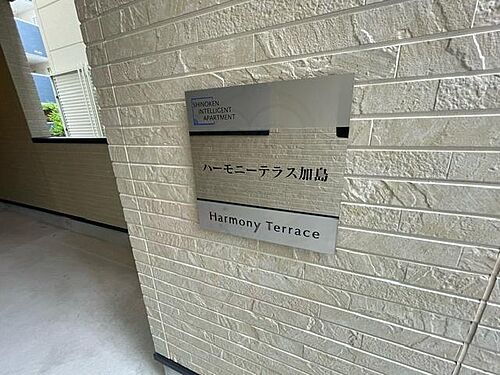 SHINOKEN
INTELLIGENT
APARTMENT
ハーモニーテラス加島
Harmony Terrace